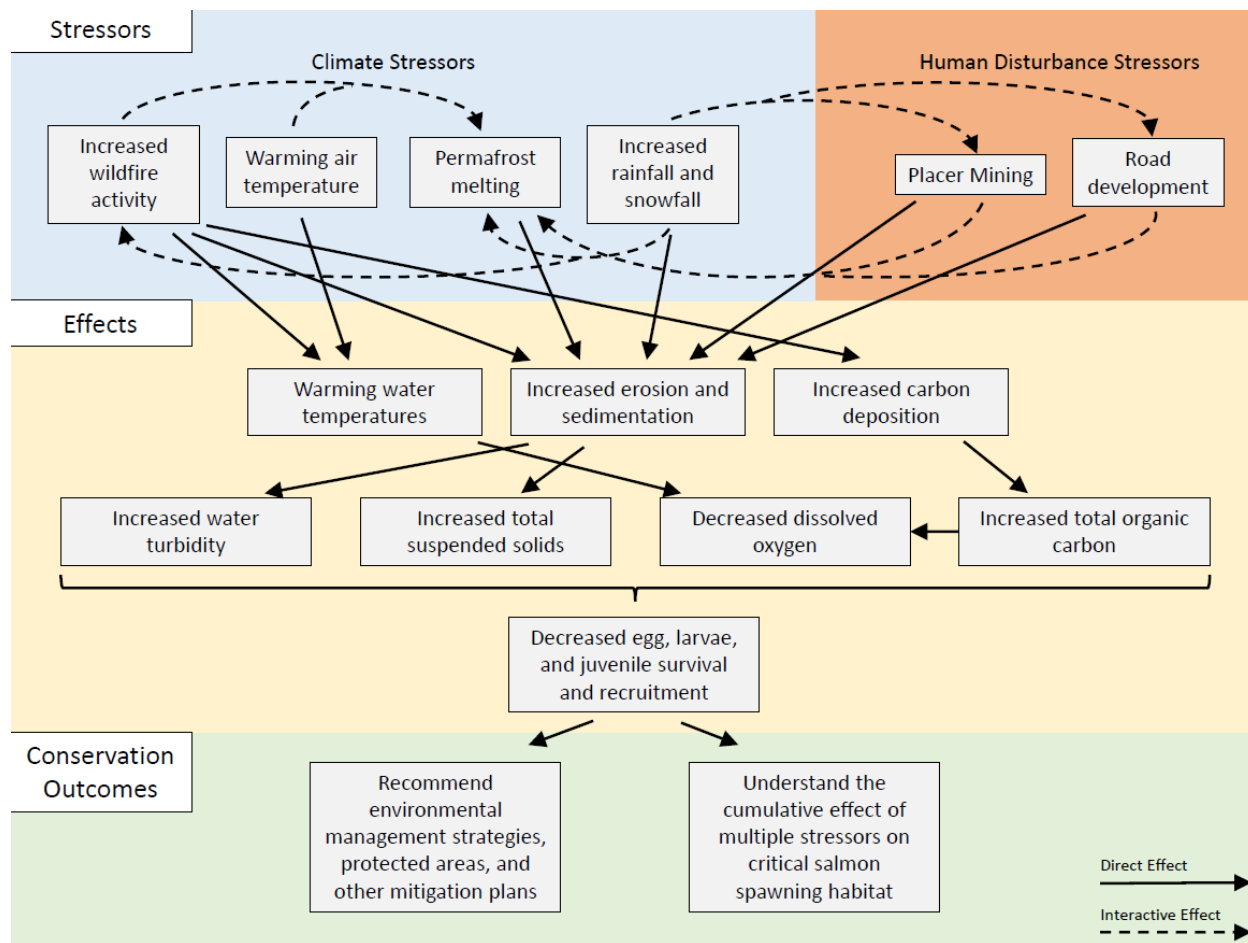 Stressors
Climate Stressors
Human Disturbance Stressors
Increased
wildfire
activity
Warming air
temperature
Permafrost
melting
Increased
rainfall and
snowfall
Placer Mining
Road
development
Effects
Warming water
temperatures
Increased erosion and
sedimentation
Increased carbon
deposition
Increased water
turbidity
Increased total
suspended solids
Decreased dissolved
oxygen
Increased total organic
carbon
Decreased egg, larvae,
and juvenile survival
and recruitment
Conservation
Outcomes
Recommend
environmental
management strategies,
protected areas, and
other mitigation plans
Understand the
cumulative effect of
multiple stressors on
critical salmon
spawning habitat
Direct Effect
Interactive Effect